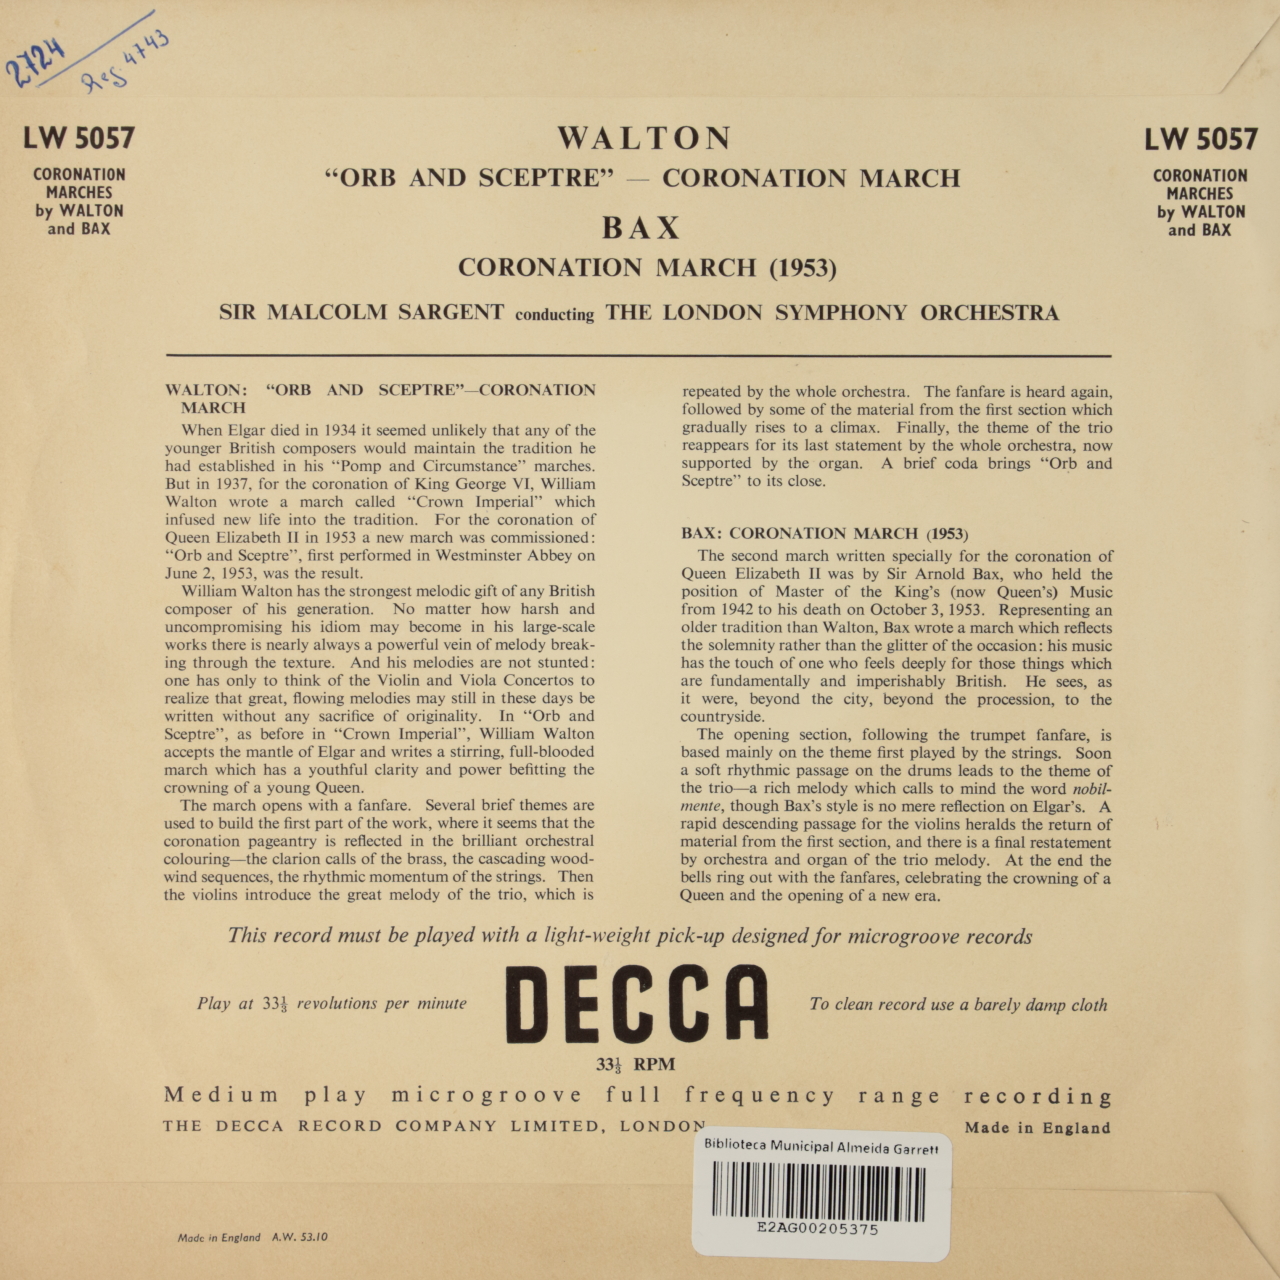 2724
Reg 4743
LW 5057
CORONATION
MARCHES
by WALTON
and BAX
WALTON
“ORB AND SCEPTRE” — CORONATION MARCH
BAX
CORONATION MARCH (1953)
SIR MALCOLM SARGENT conducting THE LONDON SYMPHONY ORCHESTRA
LW 5057
CORONATION
MARCHES
by WALTON
and BAX
WALTON: “ORB AND SCEPTRE”—CORONATION
MARCH
When Elgar died in 1934 it seemed unlikely that any of the
younger British composers would maintain the tradition he
had established in his “Pomp and Circumstance” marches.
But in 1937, for the coronation of King George VI, William
Walton wrote a march called “Crown Imperial” which
infused new life into the tradition. For the coronation of
Queen Elizabeth II in 1953 a new march was commissioned:
“Orb and Sceptre”, first performed in Westminster Abbey on
June 2, 1953, was the result.
William Walton has the strongest melodic gift of any British
composer of his generation. No matter how harsh and
uncompromising his idiom may become in his large-scale
works there is nearly always a powerful vein of melody break-
ing through the texture. And his melodies are not stunted:
one has only to think of the Violin and Viola Concertos to
realize that great, flowing melodies may still in these days be
written without any sacrifice of originality. In “Orb and
Sceptre”, as before in “Crown Imperial”, William Walton
accepts the mantle of Elgar and writes a stirring, full-blooded
march which has a youthful clarity and power befitting the
crowning of a young Queen.
The march opens with a fanfare. Several brief themes are
used to build the first part of the work, where it seems that the
coronation pageantry is reflected in the brilliant orchestral
colouring—the clarion calls of the brass, the cascading wood-
wind sequences, the rhythmic momentum of the strings. Then
the violins introduce the great melody of the trio, which is
repeated by the whole orchestra. The fanfare is heard again,
followed by some of the material from the first section which
gradually rises to a climax. Finally, the theme of the trio
reappears for its last statement by the whole orchestra, now
supported by the organ. A brief coda brings “Orb and
Sceptre” to its close.
BAX: CORONATION MARCH (1953)
The second march written specially for the coronation of
Queen Elizabeth II was by Sir Arnold Bax, who held the
position of Master of the King’s (now Queen’s) Music
from 1942 to his death on October 3, 1953. Representing an
older tradition than Walton, Bax wrote a march which reflects
the solemnity rather than the glitter of the occasion: his music
has the touch of one who feels deeply for those things which
are fundamentally and imperishably British. He sees, as
it were, beyond the city, beyond the procession, to the
countryside.
The opening section, following the trumpet fanfare, is
based mainly on the theme first played by the strings. Soon
a soft rhythmic passage on the drums leads to the theme of
the trio—a rich melody which calls to mind the word nobil-
mente, though Bax’s style is no mere reflection on Elgar’s. A
rapid descending passage for the violins heralds the return of
material from the first section, and there is a final restatement
by orchestra and organ of the trio melody. At the end the
bells ring out with the fanfares, celebrating the crowning of a
Queen and the opening of a new era.
This record must be played with a light-weight pick-up designed for microgroove records
Play at 33⅓ revolutions per minute
DECCA
To clean record use a barely damp cloth
33⅓ RPM
Medium play microgroove full frequency range recording
THE DECCA RECORD COMPANY LIMITED, LONDON
Made in England
Biblioteca Municipal Almeida Garrett
E2AG00205375
Made in England A.W. 53.10